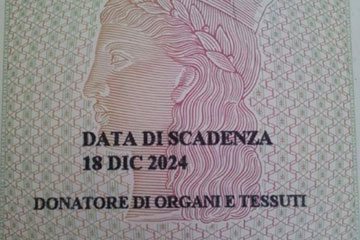 DATA DI SCADENZA
18 DIC 2024
DONATORE DI ORGANI E TESSUTI